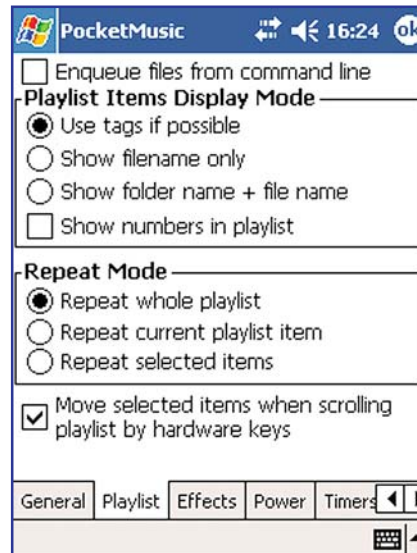 PocketMusic 16:24 ok
Enqueue files from command line
Playlist Items Display Mode
Use tags if possible
Show filename only
Show folder name + file name
Show numbers in playlist
Repeat Mode
Repeat whole playlist
Repeat current playlist item
Repeat selected items
Move selected items when scrolling
playlist by hardware keys
General Playlist Effects Power Timers